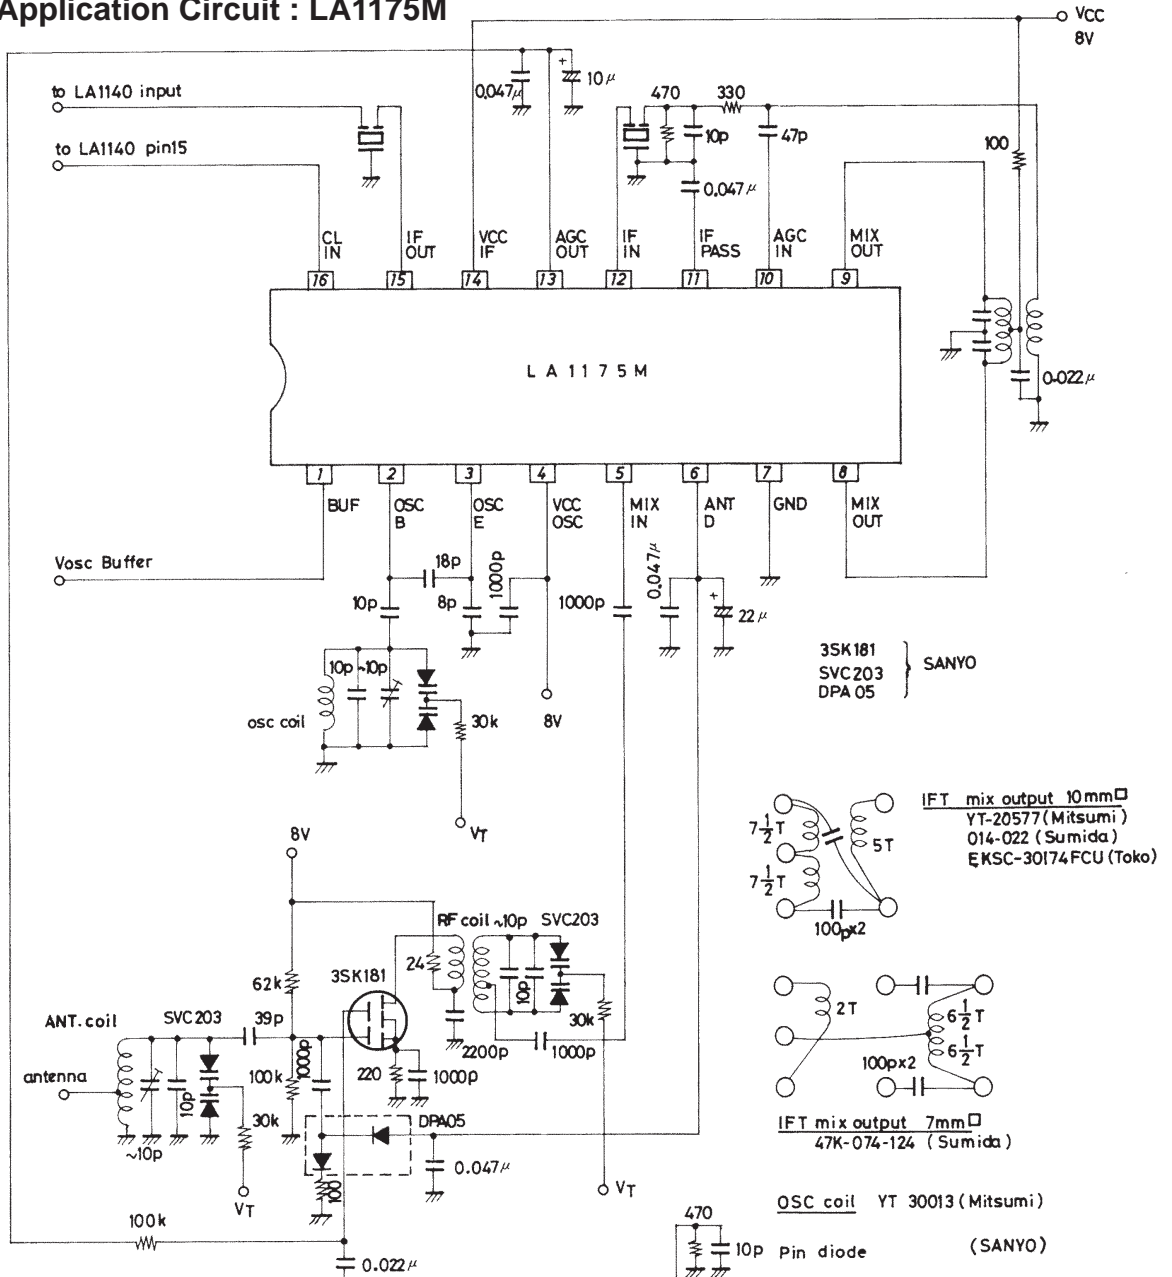 Application Circuit : LA1175M
VCC
8V
to LA1140 input
to LA1140 pin15
0.047μ
+
10μ
470
330
10p
47p
0.047μ
100
CL IN
IF OUT
VCC IF
AGC OUT
IF IN
IF PASS
AGC IN
MIX OUT
16
15
14
13
12
11
10
9
LA1175M
0.022μ
1
2
3
4
5
6
7
8
BUF
OSC B
OSC E
VCC OSC
MIX IN
ANT D
GND
MIX OUT
Vosc Buffer
18p
10p
8p
1000p
1000p
0.047μ
+
22μ
10p
~10p
osc coil
30k
8V
VT
3SK181
SVC203
DPA05
} SANYO
IFT mix output 10mm□
YT-20577 (Mitsumi)
014-022 (Sumida)
EKSC-30174FCU (Toko)
7 1/2 T
5T
7 1/2 T
100p×2
8V
RF coil
~10p
SVC203
24
3SK181
62k
10p
30k
ANT. coil
SVC203
39p
2200p
1000p
2T
6 1/2 T
6 1/2 T
100p×2
antenna
10p
1000p
100k
220
1000p
30k
DPA05
~10p
100
0.047μ
VT
VT
IFT mix output 7mm□
47K-074-124 (Sumida)
OSC coil YT 30013 (Mitsumi)
100k
0.022μ
470
10p
Pin diode (SANYO)